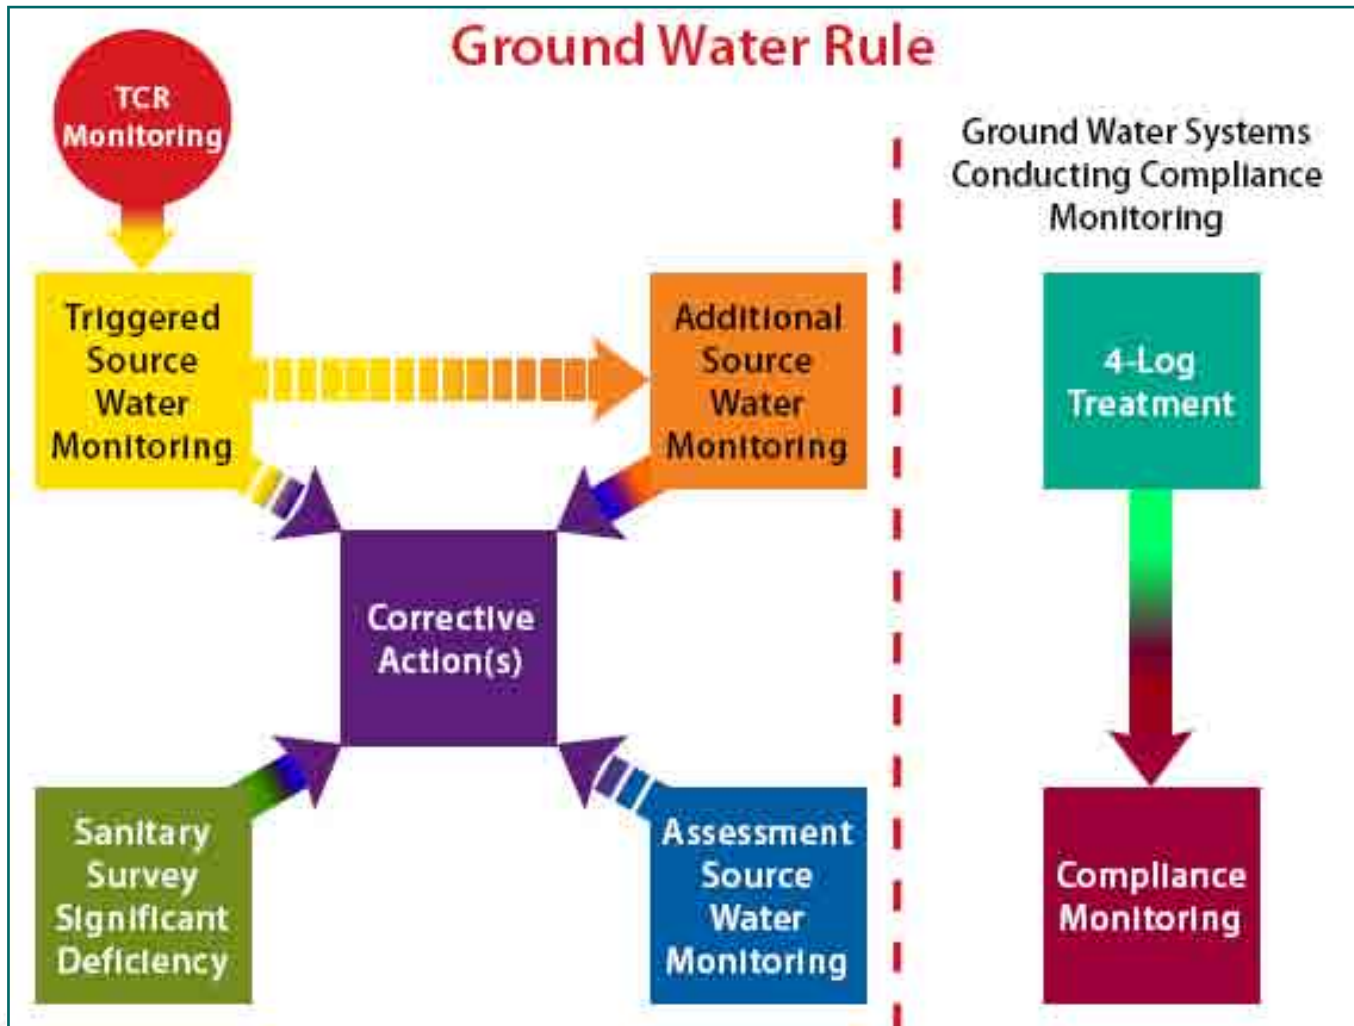 Ground Water Rule
TCR
Monitoring
Triggered
Source
Water
Monitoring
Additional
Source
Water
Monitoring
Corrective
Action(s)
Sanitary
Survey
Significant
Deficiency
Assessment
Source
Water
Monitoring
Ground Water Systems
Conducting Compliance
Monitoring
4-Log
Treatment
Compliance
Monitoring